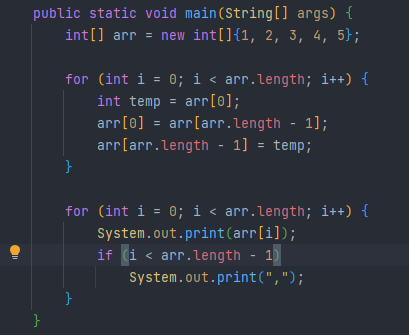 public static void main(String[] args) {
    int[] arr = new int[]{1, 2, 3, 4, 5};

    for (int i = 0; i < arr.length; i++) {
        int temp = arr[0];
        arr[0] = arr[arr.length - 1];
        arr[arr.length - 1] = temp;
    }

    for (int i = 0; i < arr.length; i++) {
        System.out.print(arr[i]);
        if (i < arr.length - 1)
            System.out.print(",");
    }
}